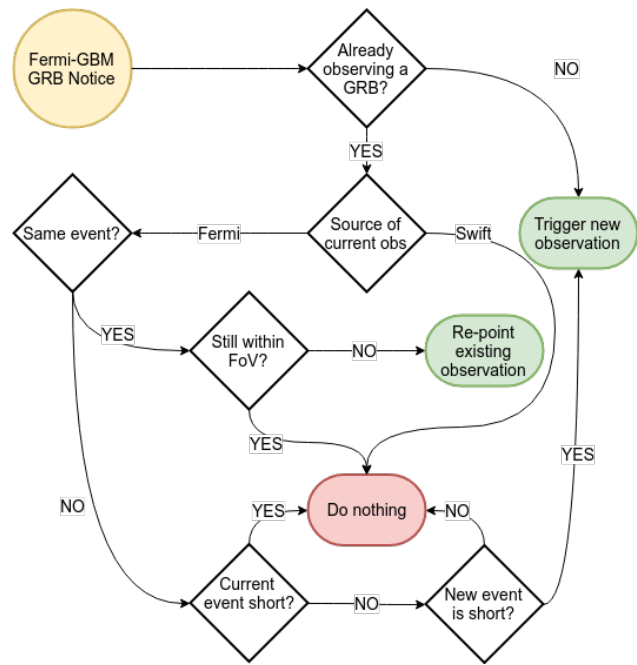 Fermi-GBM
GRB Notice
Already
observing a
GRB?
NO
YES
Same event?
Fermi
Source of
current obs
Swift
Trigger new
observation
YES
Still within
FoV?
NO
Re-point
existing
observation
YES
YES
NO
YES
Do nothing
NO
Current
event short?
NO
New event
is short?